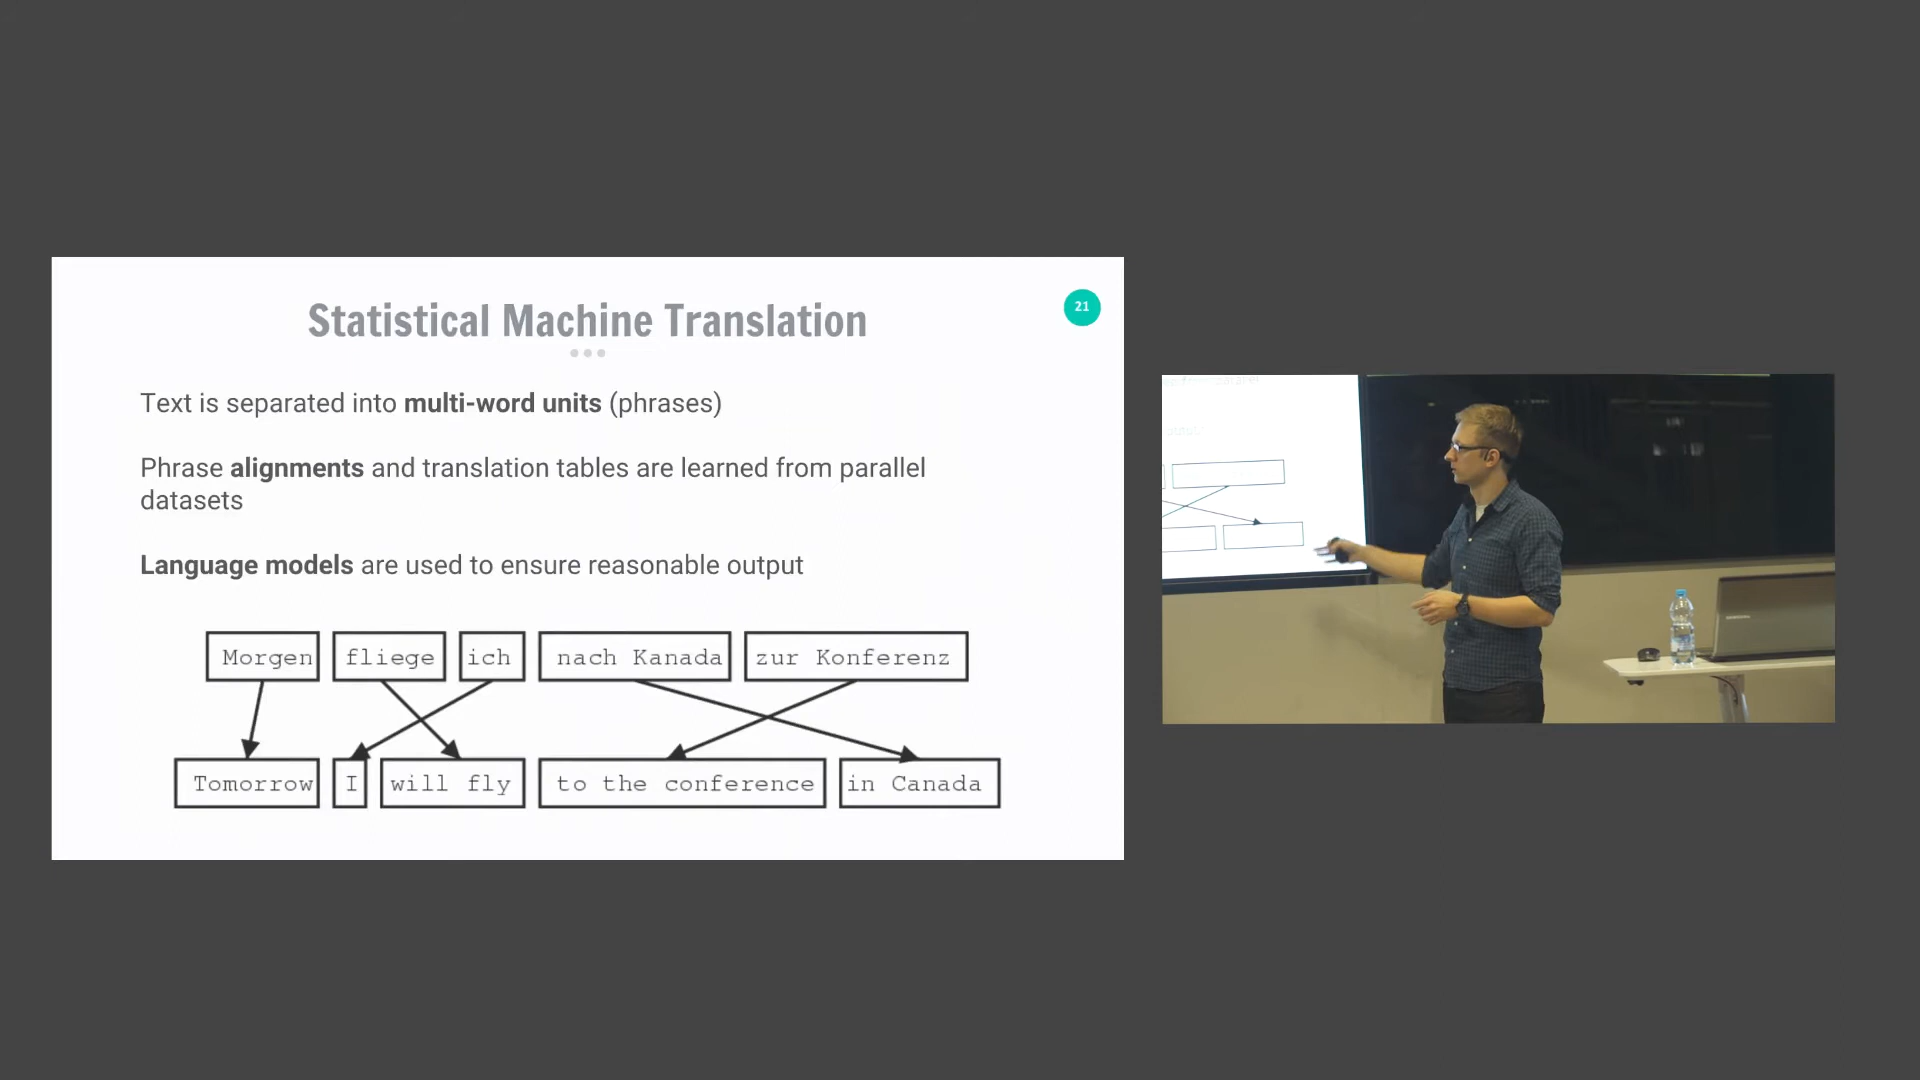 Statistical Machine Translation
21
Text is separated into multi-word units (phrases)
Phrase alignments and translation tables are learned from parallel
datasets
Language models are used to ensure reasonable output
Morgen fliege ich nach Kanada zur Konferenz
Tomorrow I will fly to the conference in Canada